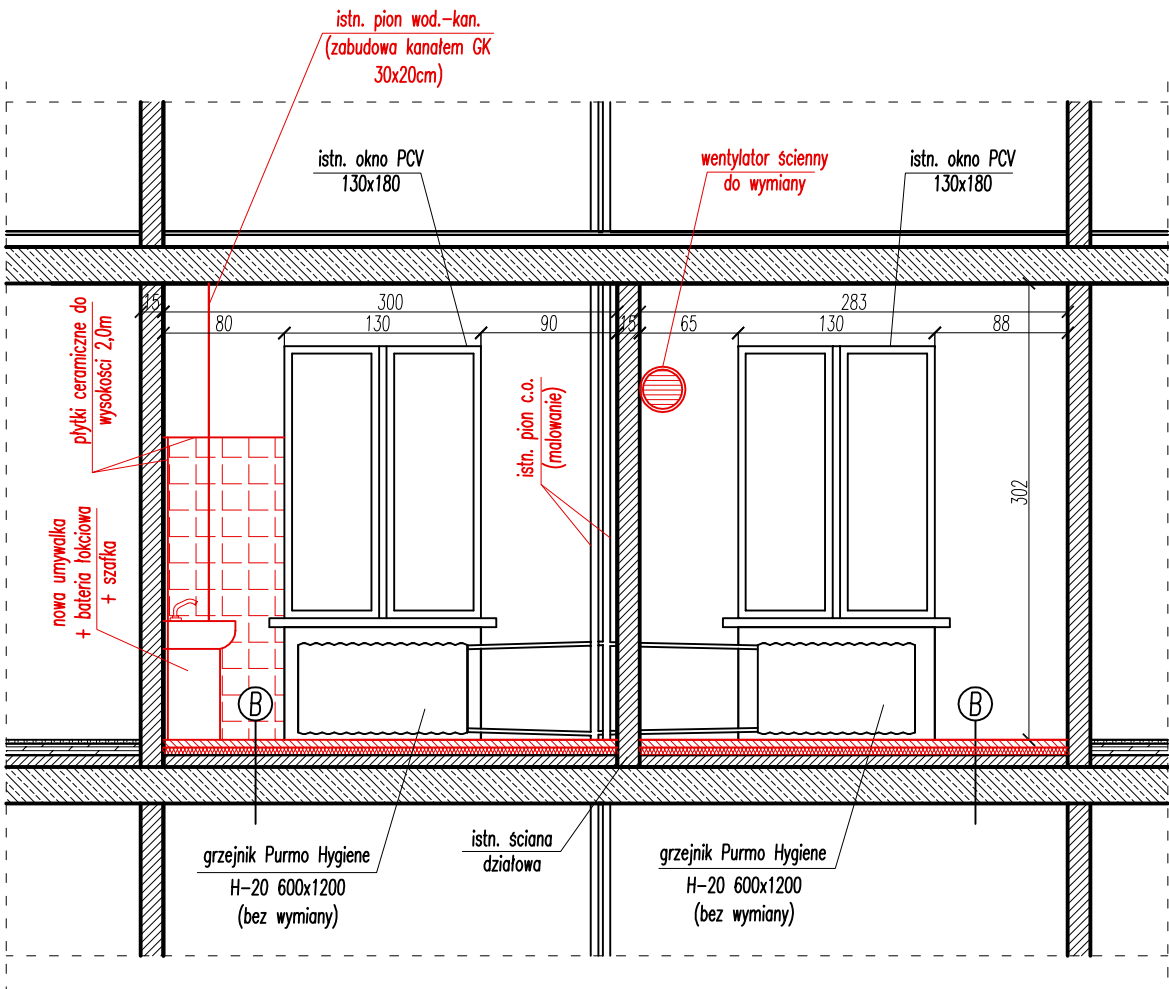 istn. pion wod.-kan.
(zabudowa kanałem GK
30x20cm)
istn. okno PCV
130x180
wentylator ścienny
do wymiany
istn. okno PCV
130x180
15
300
283
80
130
90
15
65
130
88
płytki ceramiczne do
wysokości 2,0m
istn. pion c.o.
(malowanie)
302
nowa umywalka
+ bateria łokciowa
+ szafka
B
B
grzejnik Purmo Hygiene
H-20 600x1200
(bez wymiany)
istn. ściana
działowa
grzejnik Purmo Hygiene
H-20 600x1200
(bez wymiany)